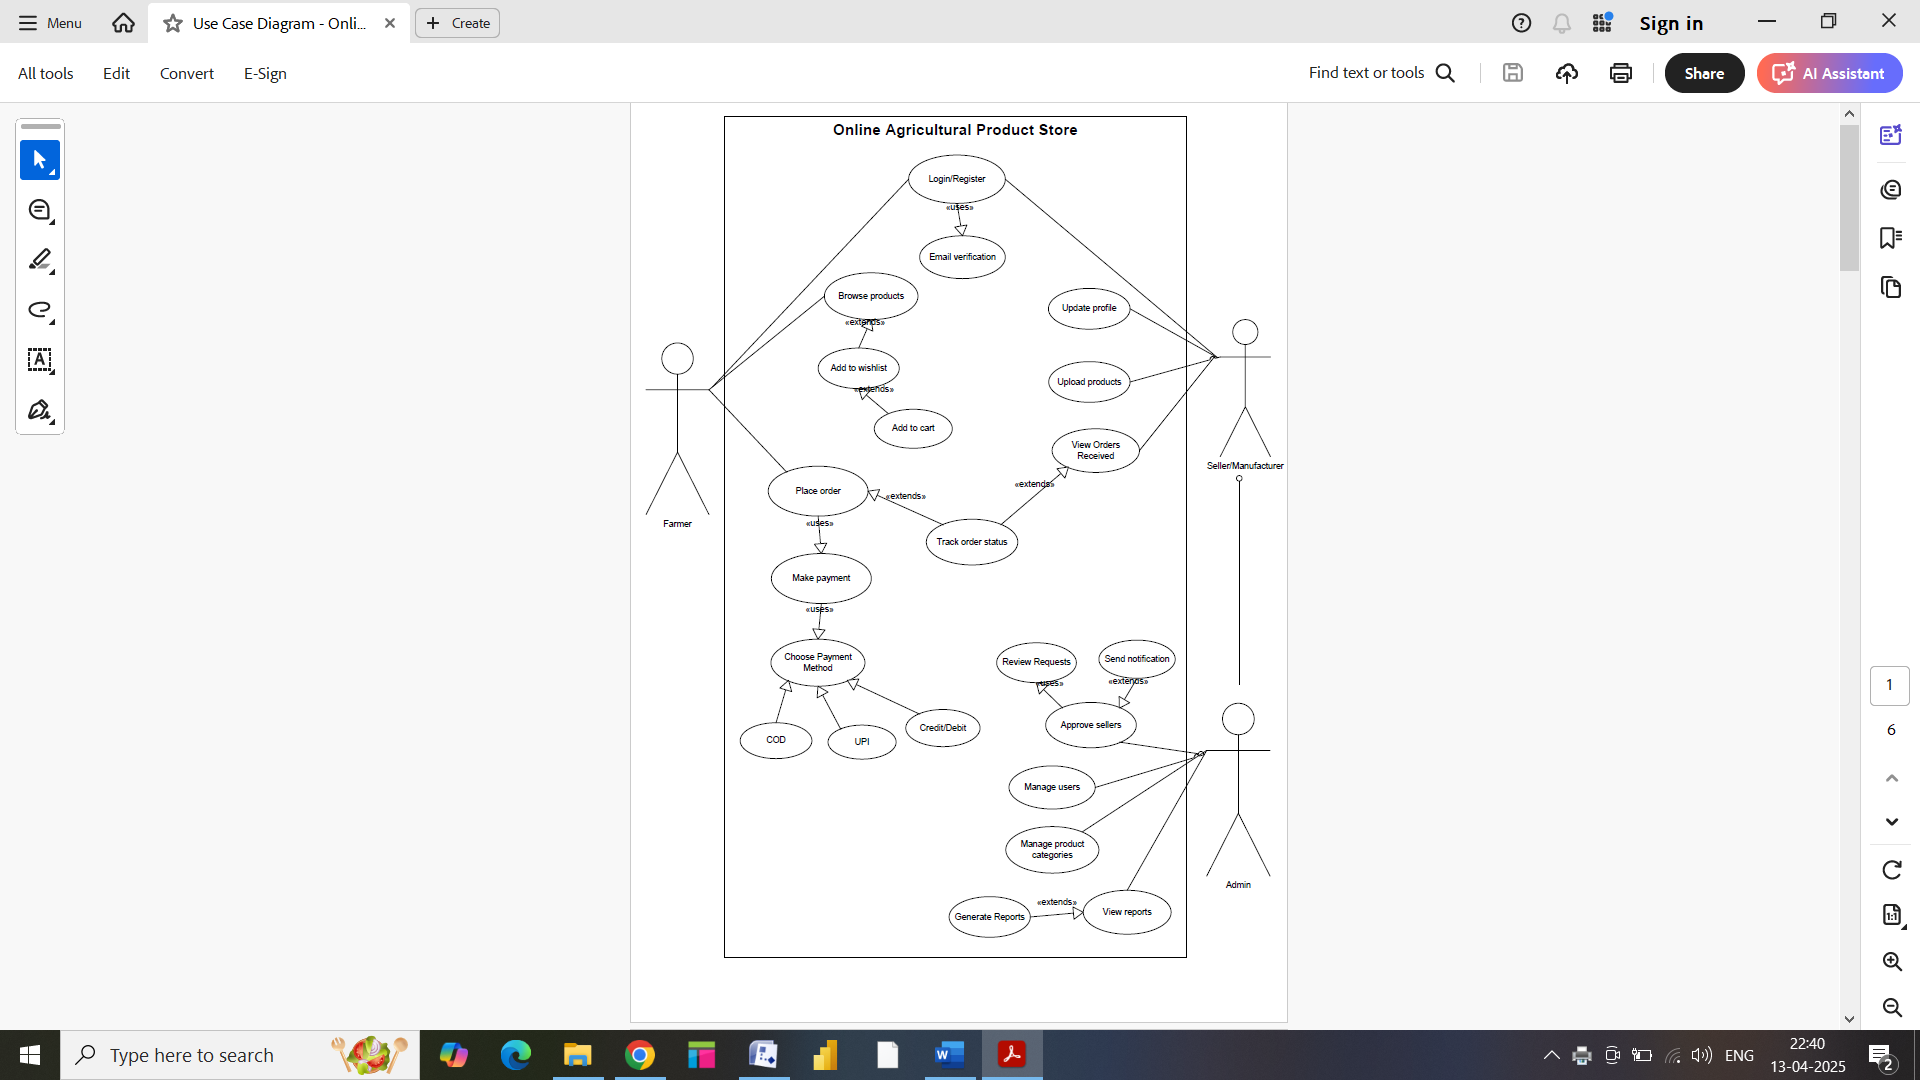 Menu
Use Case Diagram - Onli...
Create
Sign in
All tools
Edit
Convert
E-Sign
Find text or tools
Share
AI Assistant
Online Agricultural Product Store
Login/Register
«uses»
Email verification
Browse products
«extends»
Update profile
Add to wishlist
Upload products
«extends»
Add to cart
View Orders
Received
Seller/Manufacturer
Place order
«extends»
«extends»
Farmer
«uses»
Track order status
Make payment
«uses»
Choose Payment
Method
Review Requests
Send notification
«uses»
«extends»
COD
UPI
Credit/Debit
Approve sellers
Manage users
Manage product
categories
Admin
Generate Reports
«extends»
View reports
A
1
6
1:1
Type here to search
W
ENG
22:40
13-04-2025
2